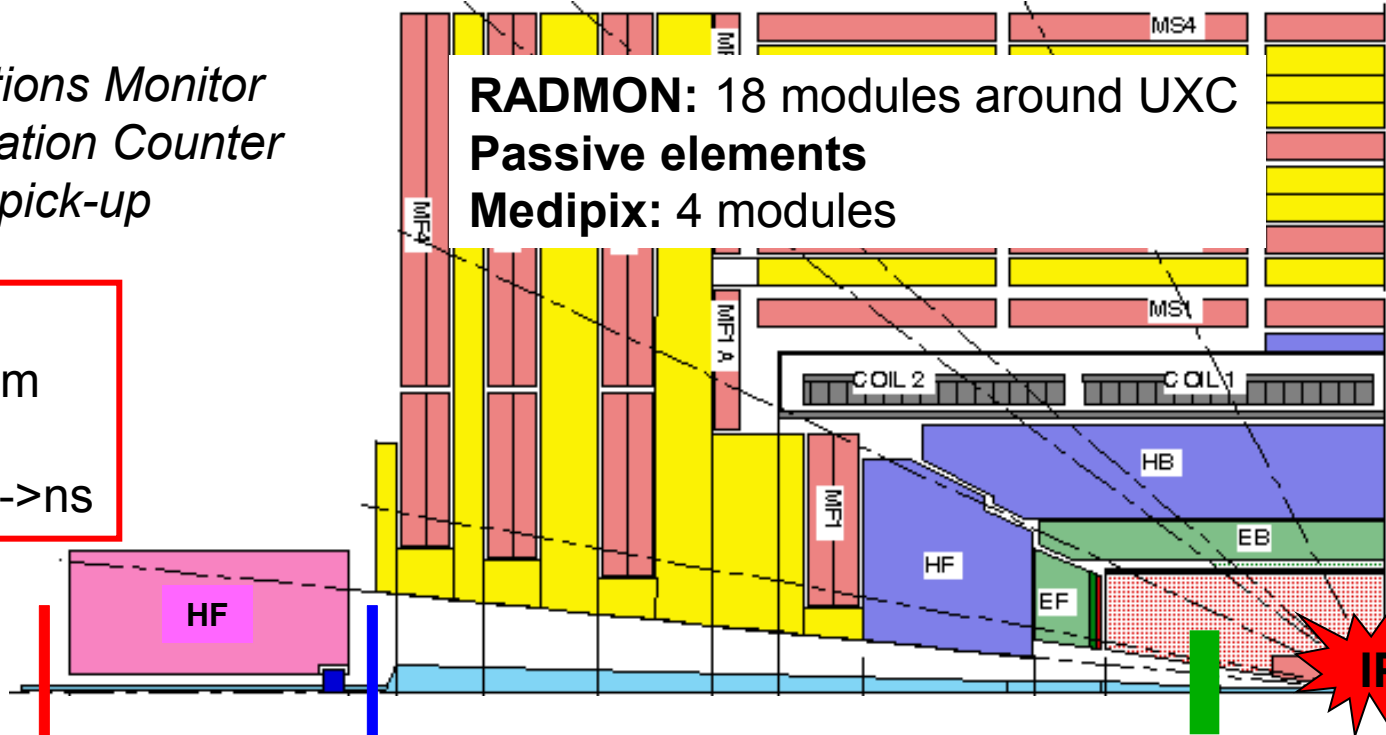 tions Monitor
ation Counter
pick-up
RADMON: 18 modules around UXC
Passive elements
Medipix: 4 modules
m
->ns
MS4
MF4
MS1
MF1 A
COIL 2
COIL 1
HB
MF1
EB
HF
EF
HF